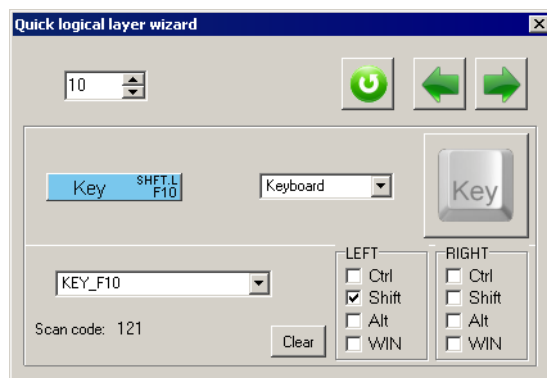 Quick logical layer wizard
10
Key SHFT.L
F10
Keyboard
Key
KEY_F10
Scan code: 121
Clear
LEFT
Ctrl
Shift
Alt
WIN
RIGHT
Ctrl
Shift
Alt
WIN